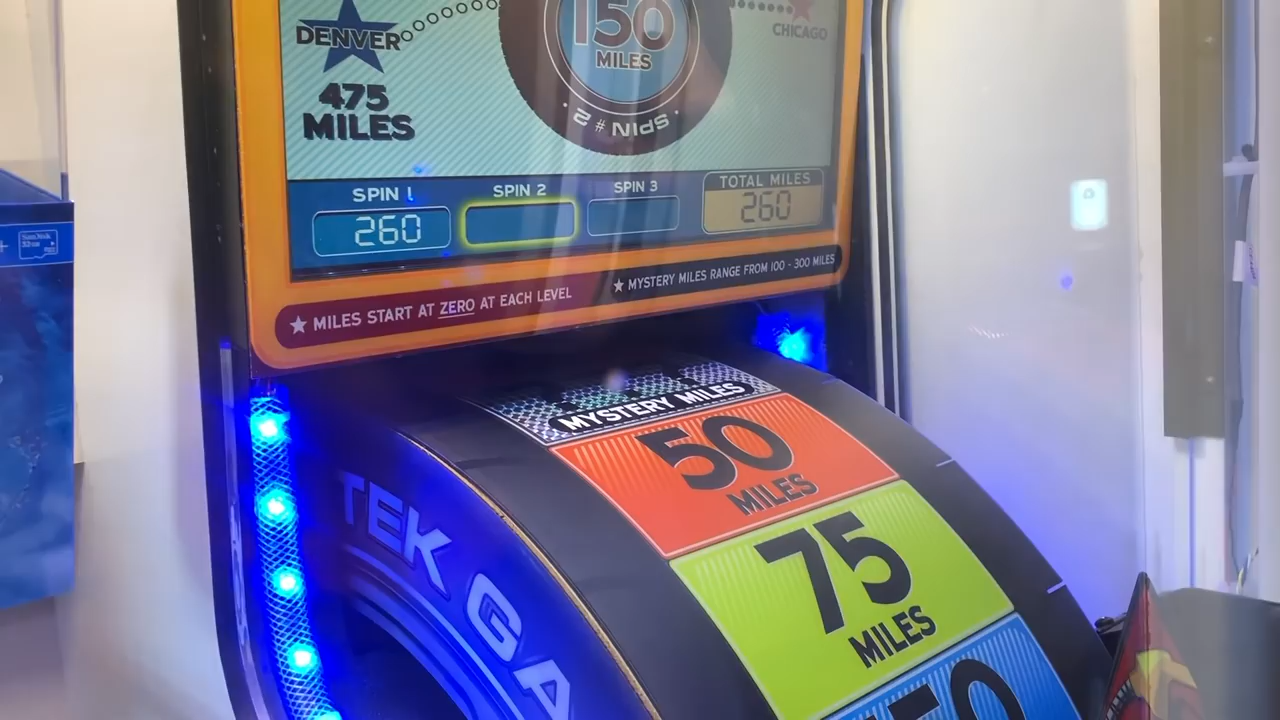 DENVER
475
MILES
150
MILES
SPIN #2
CHICAGO
SPIN 1
SPIN 2
SPIN 3
TOTAL MILES
260
260
★ MILES START AT ZERO AT EACH LEVEL
★ MYSTERY MILES RANGE FROM 100 - 300 MILES
MYSTERY MILES
50
MILES
75
MILES
TEK GA
SanDisk